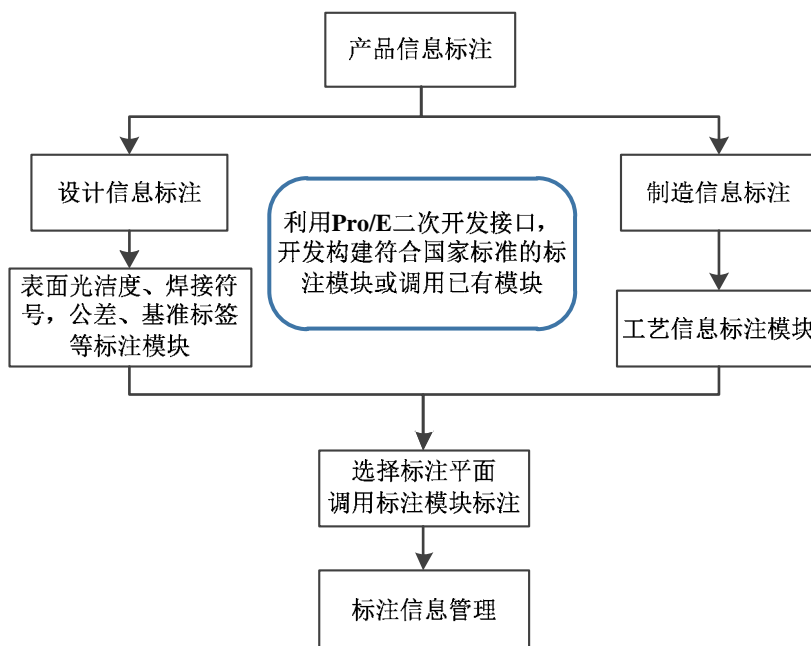 产品信息标注
设计信息标注
制造信息标注
利用Pro/E二次开发接口，
开发构建符合国家标准的标
注模块或调用已有模块
表面光洁度、焊接符
号，公差、基准标签
等标注模块
工艺信息标注模块
选择标注平面
调用标注模块标注
标注信息管理